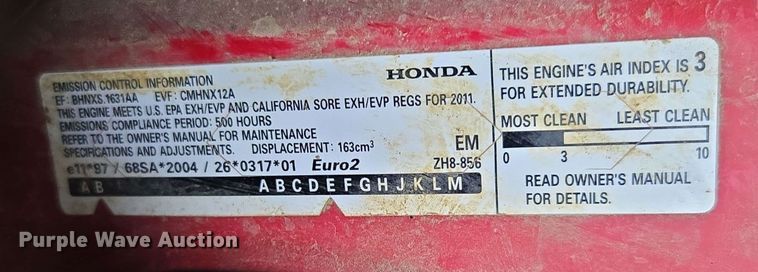 EMISSION CONTROL INFORMATION
HONDA
EF: BHNXS.1631AA EVF: CMHNX12A
THIS ENGINE MEETS U.S. EPA EXH/EVP AND CALIFORNIA SORE EXH/EVP REGS FOR 2011.
EMISSIONS COMPLIANCE PERIOD: 500 HOURS
REFER TO THE OWNER'S MANUAL FOR MAINTENANCE
SPECIFICATIONS AND ADJUSTMENTS. DISPLACEMENT: 163cm³
EM
e11*97 / 68SA*2004 / 26*0317*01 Euro2
ZH8-856
A B
A B C D E F G H J K L M
THIS ENGINE'S AIR INDEX IS 3
FOR EXTENDED DURABILITY.
MOST CLEAN LEAST CLEAN
0 3 10
READ OWNER'S MANUAL
FOR DETAILS.
Purple Wave Auction